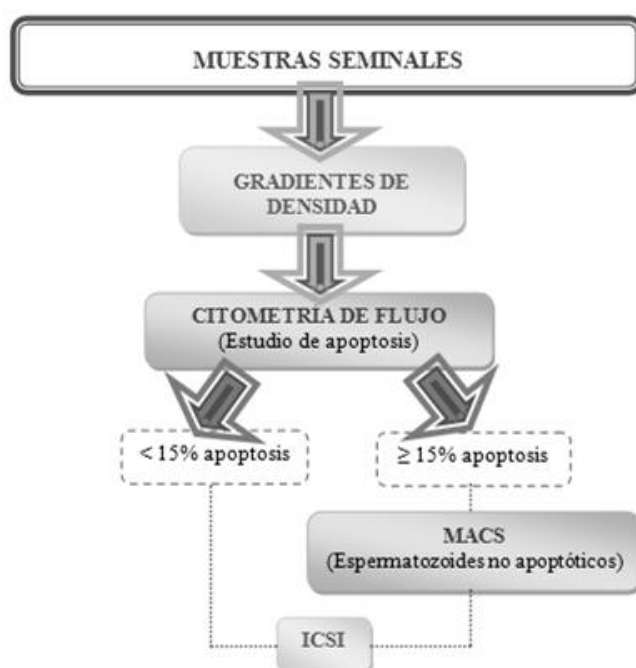 MUESTRAS SEMINALES
GRADIENTES DE
DENSIDAD
CITOMETRÍA DE FLUJO
(Estudio de apoptosis)
< 15% apoptosis
≥ 15% apoptosis
MACS
(Espermatozoides no apoptóticos)
ICSI